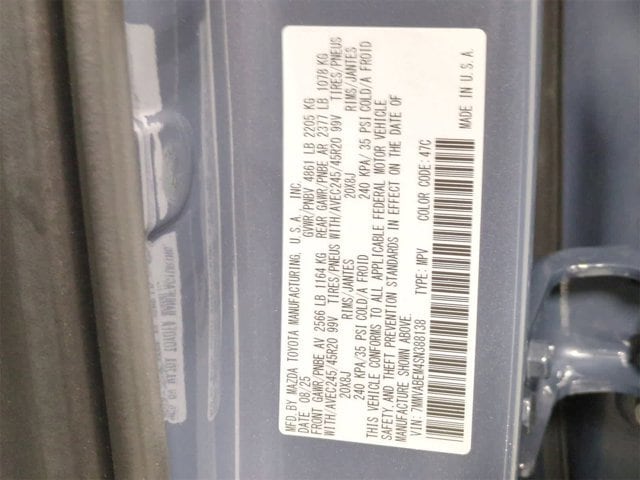 MFD. BY MAZDA TOYOTA MANUFACTURING, U.S.A., INC.
DATE 08/25 GVWR/PNBV 4861 LB 2205 KG
FRONT GAWR/PNBE AV 2566 LB 1164 KG REAR GAWR/PNBE AR 2377 LB 1078 KG
WITH/AVEC245/45R20 99V TIRES/PNEUS WITH/AVEC245/45R20 99V TIRES/PNEUS
20X8J RIMS/JANTES 20X8J RIMS/JANTES
240 KPA/35 PSI COLD/A FROID 240 KPA/ 35 PSI COLD/A FROID
THIS VEHICLE CONFORMS TO ALL APPLICABLE FEDERAL MOTOR VEHICLE
SAFETY, AND THEFT PREVENTION STANDARDS IN EFFECT ON THE DATE OF
MANUFACTURE SHOWN ABOVE.
VIN: 7MMVABEM4SN388138 TYPE: MPV COLOR CODE: 47C
MADE IN U.S.A.